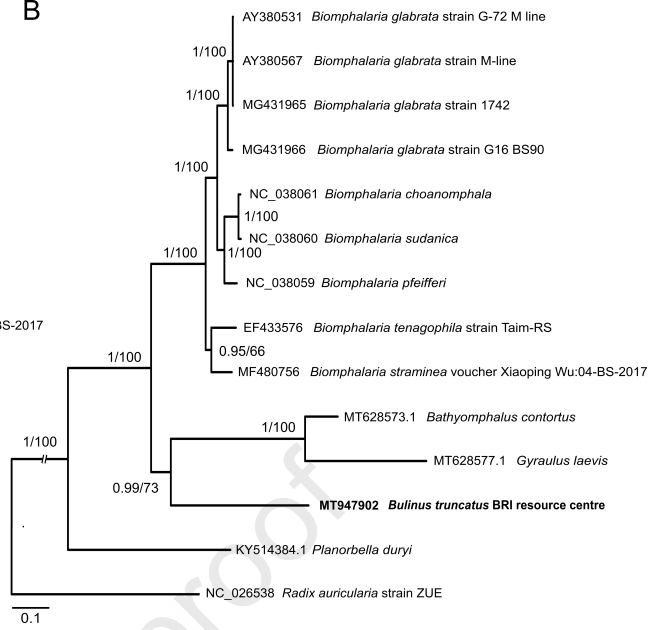 B
AY380531 Biomphalaria glabrata strain G-72 M line
1/100
AY380567 Biomphalaria glabrata strain M-line
1/100
MG431965 Biomphalaria glabrata strain 1742
MG431966 Biomphalaria glabrata strain G16 BS90
1/100
NC_038061 Biomphalaria choanomphala
1/100
NC_038060 Biomphalaria sudanica
1/100
1/100
NC_038059 Biomphalaria pfeifferi
BS-2017
EF433576 Biomphalaria tenagophila strain Taim-RS
0.95/66
1/100
MF480756 Biomphalaria straminea voucher Xiaoping Wu:04-BS-2017
MT628573.1 Bathyomphalus contortus
1/100
1/100
MT628577.1 Gyraulus laevis
0.99/73
MT947902 Bulinus truncatus BRI resource centre
KY514384.1 Planorbella duryi
NC_026538 Radix auricularia strain ZUE
0.1
proof